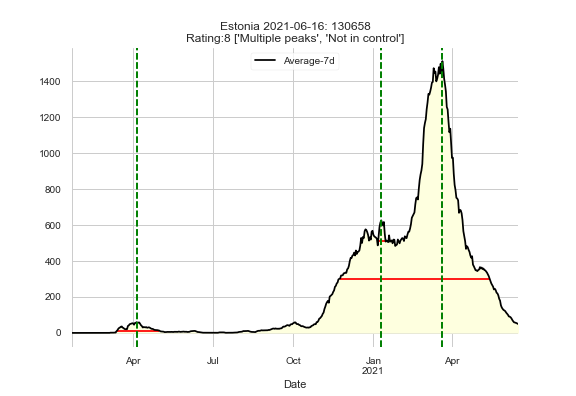 Estonia 2021-06-16: 130658
Rating:8 ['Multiple peaks', 'Not in control']
Average-7d
1400
1200
1000
800
600
400
200
0
Apr
Jul
Oct
Jan
2021
Apr
Date